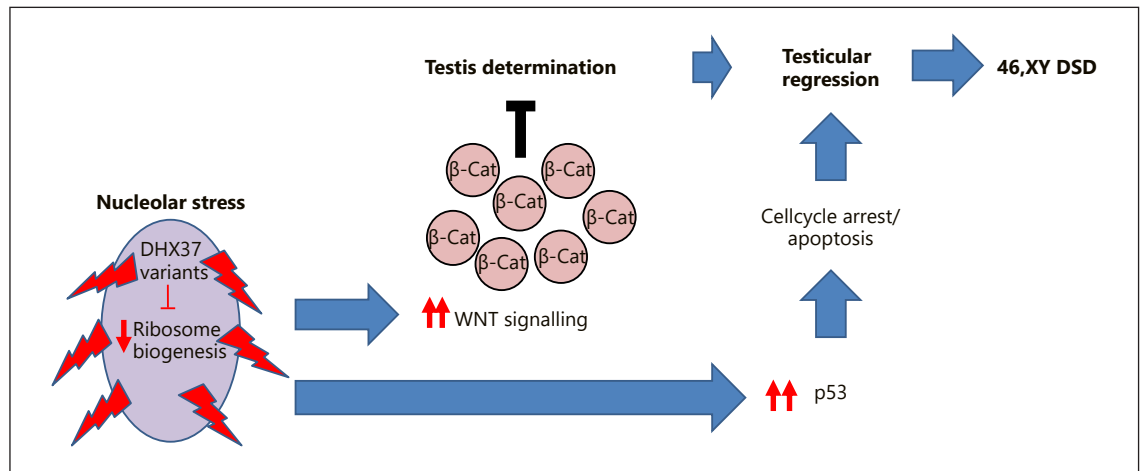 Testis determination
Testicular
regression
46,XY DSD
β-Cat
β-Cat
β-Cat
β-Cat
β-Cat
β-Cat
β-Cat
Nucleolar stress
DHX37
variants
Ribosome
biogenesis
WNT signalling
Cellcycle arrest/
apoptosis
p53